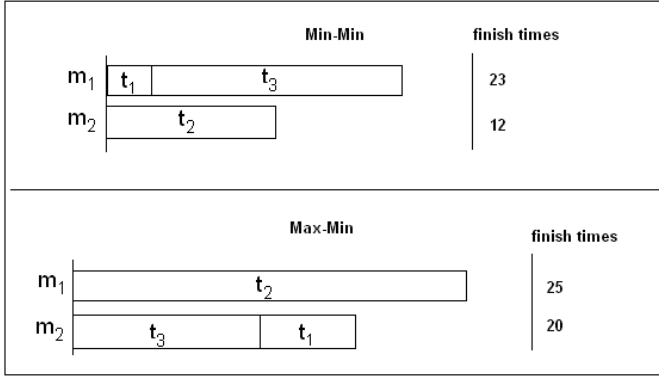 Min-Min finish times
m1 t1 t3 23
m2 t2 12
Max-Min finish times
m1 t2 25
m2 t3 t1 20